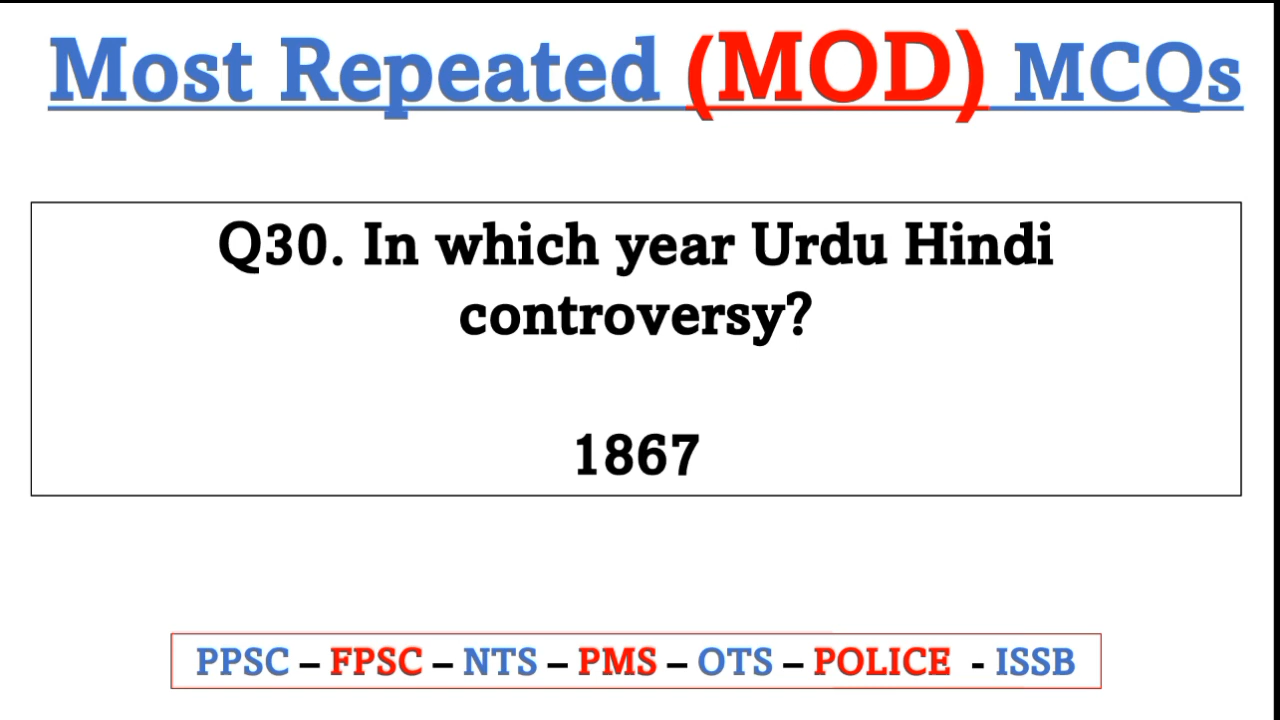 Most Repeated (MOD) MCQs
Q30. In which year Urdu Hindi
controversy?
1867
PPSC – FPSC – NTS – PMS – OTS – POLICE - ISSB